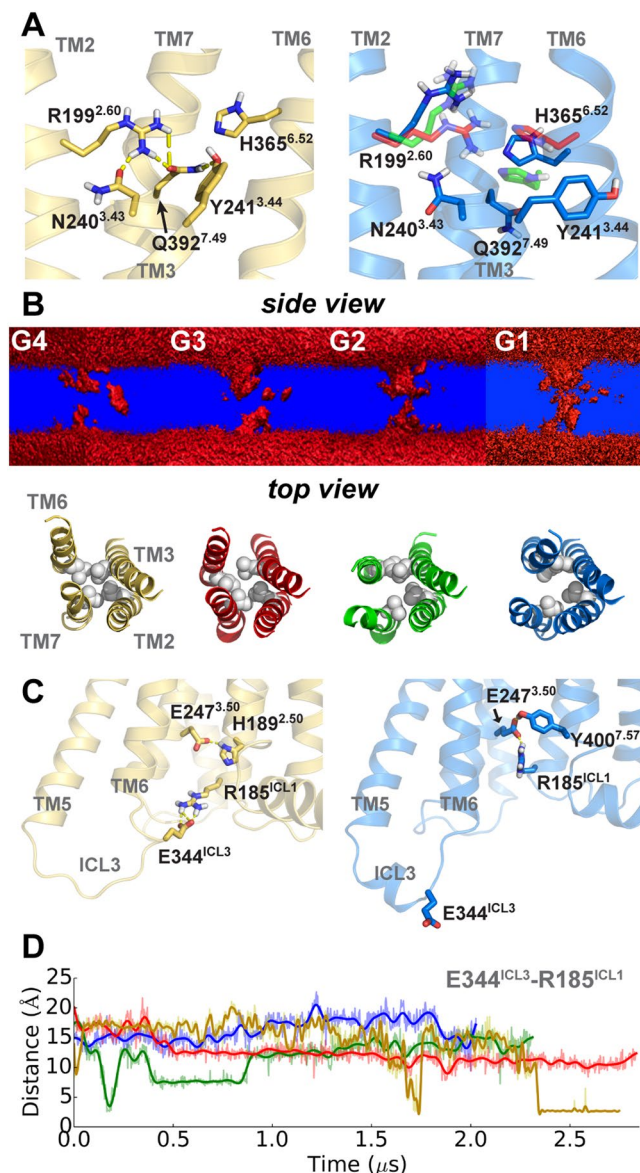 A
TM2 TM7 TM6 TM2 TM7 TM6
R199^2.60 H365^6.52 H365^6.52
R199^2.60
N240^3.43 Y241^3.44 N240^3.43
Q392^7.49 Q392^7.49 Y241^3.44
TM3 TM3
B side view
G4 G3 G2 G1
top view
TM6
TM3
TM7 TM2
C
E247^3.50 H189^2.50 E247^3.50
Y400^7.57
R185^ICL1 R185^ICL1
TM5 TM6 TM5 TM6
ICL3 E344^ICL3 ICL3
E344^ICL3
D
E344^ICL3-R185^ICL1
Distance (Å)
25
20
15
10
5
0
0.0 0.5 1.0 1.5 2.0 2.5
Time (μs)